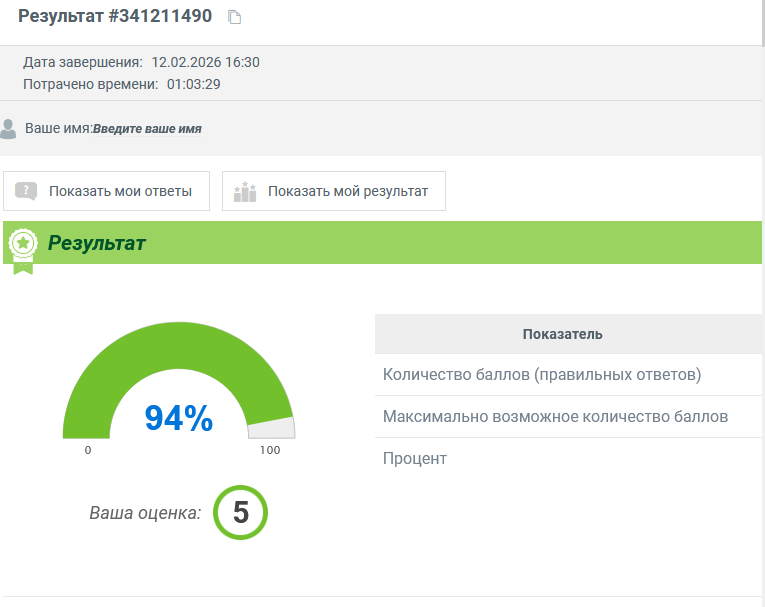 Результат #341211490
Дата завершения: 12.02.2026 16:30
Потрачено времени: 01:03:29
Ваше имя:Введите ваше имя
Показать мои ответы
Показать мой результат
Результат
94%
0
100
Ваша оценка: 5
Показатель
Количество баллов (правильных ответов)
Максимально возможное количество баллов
Процент